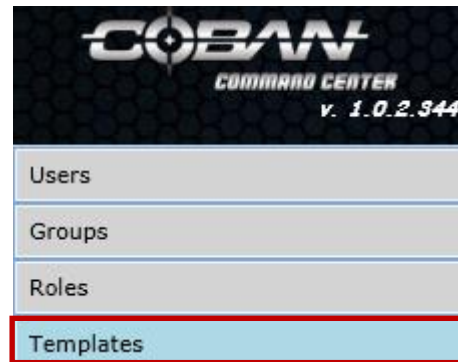 COBAN
COMMAND CENTER
v. 1.0.2.344
Users
Groups
Roles
Templates